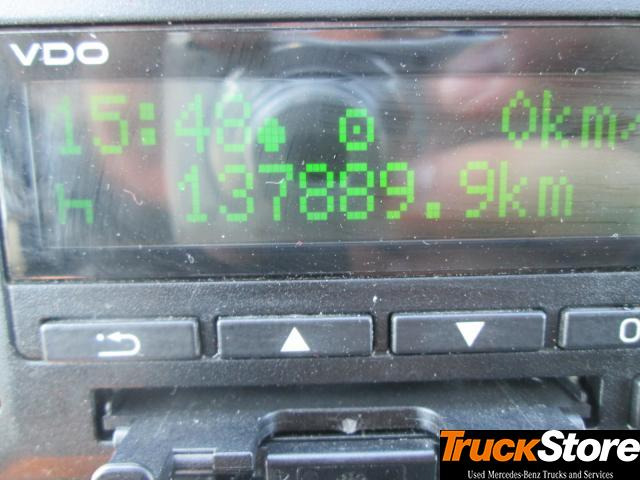 VDO
15:48 0km/
h 137889.9km
0
TruckStore
Used Mercedes-Benz Trucks and Services